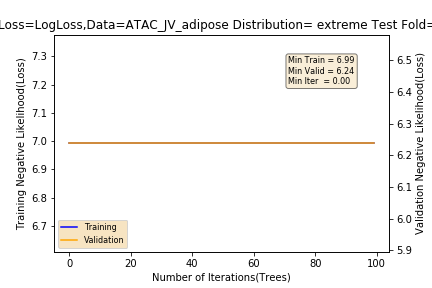 Loss=LogLoss,Data=ATAC_JV_adipose Distribution= extreme Test Fold=
Training Negative Likelihood(Loss)
7.3
7.2
7.1
7.0
6.9
6.8
6.7
Min Train = 6.99
Min Valid = 6.24
Min Iter = 0.00
Training
Validation
0
20
40
60
80
100
Number of Iterations(Trees)
6.5
6.4
6.3
6.2
6.1
6.0
5.9
Validation Negative Likelihood(Loss)